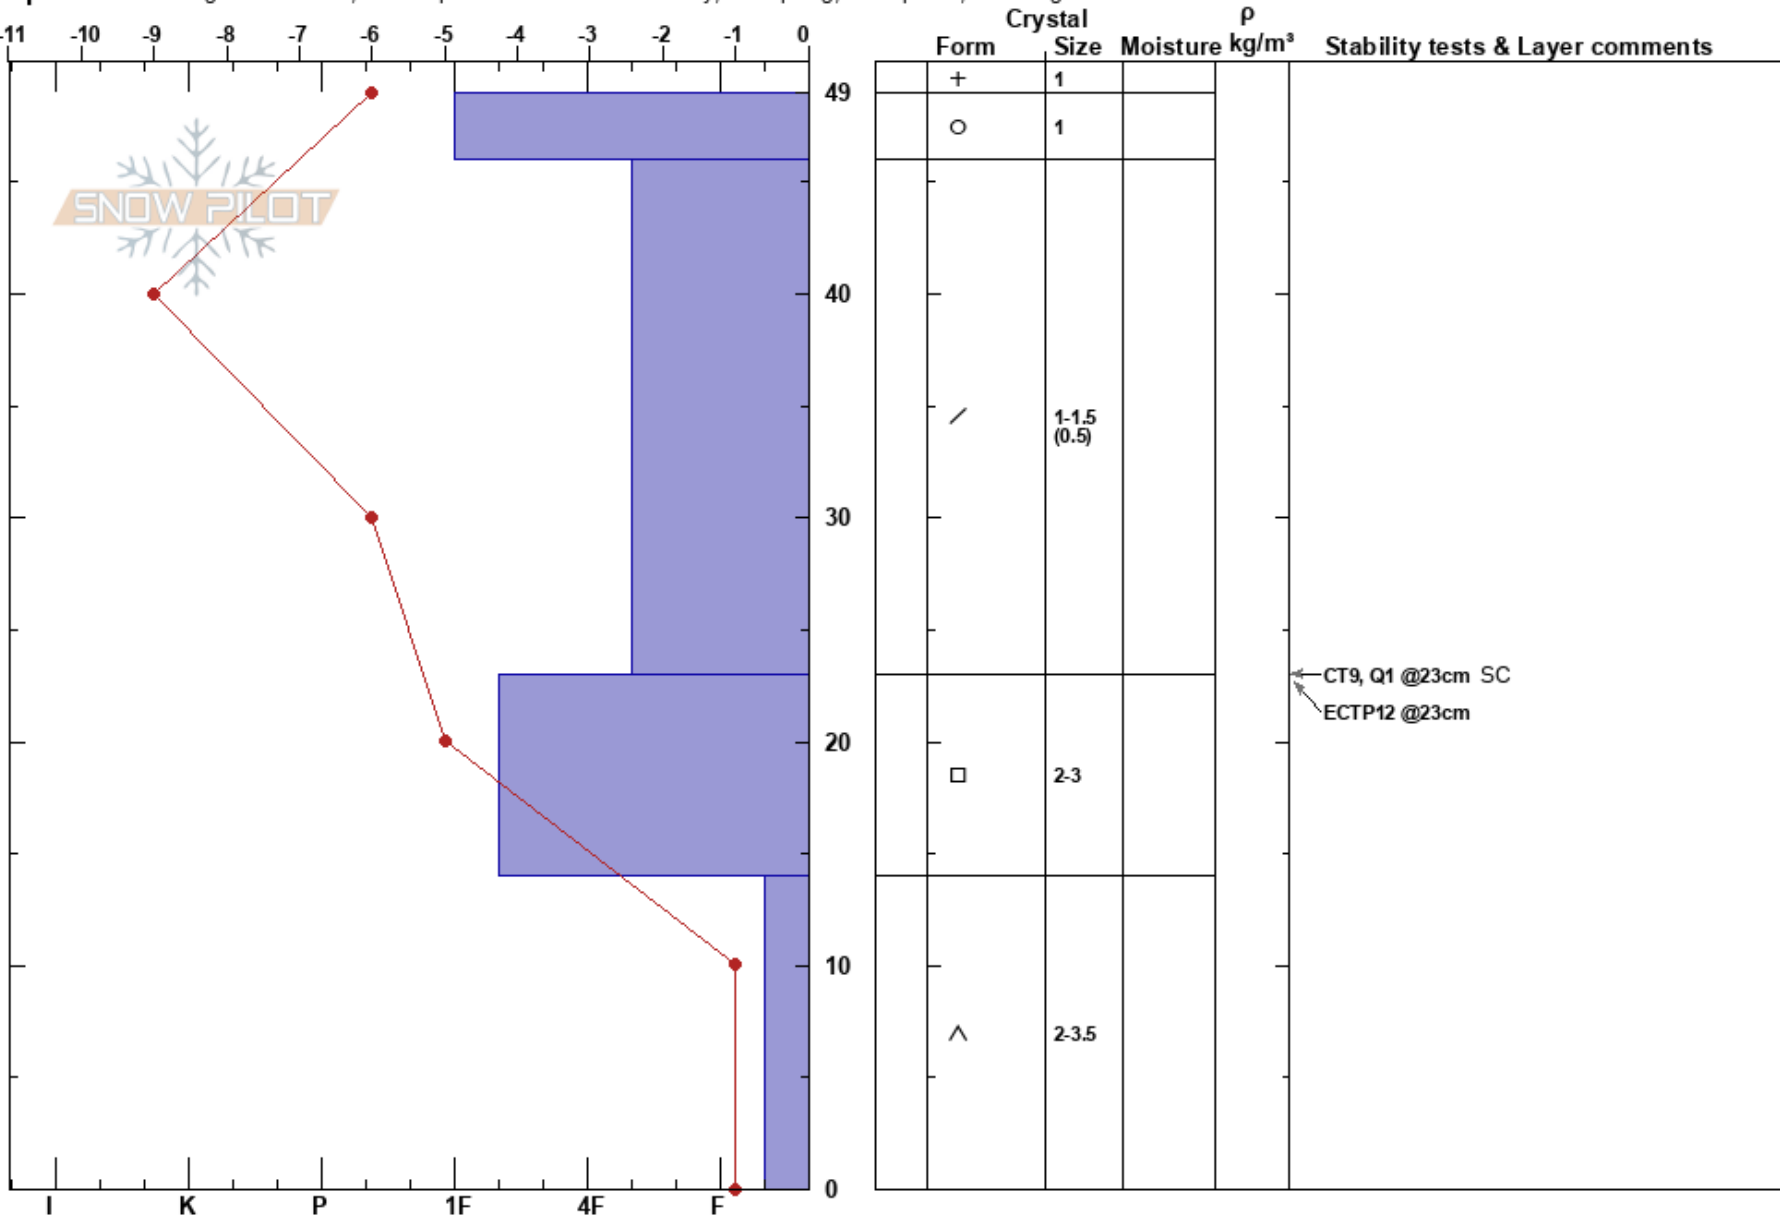 -11 -10 -9 -8 -7 -6 -5 -4 -3 -2 -1 0
Crystal
Form Size Moisture ρ kg/m³ Stability tests & Layer comments
49
+ 1
1
SNOW PILOT
40
1-1.5
(0.5)
30
CT9, Q1 @23cm SC
ECTP12 @23cm
20
2-3
10
2-3.5
0
I K P 1F 4F F